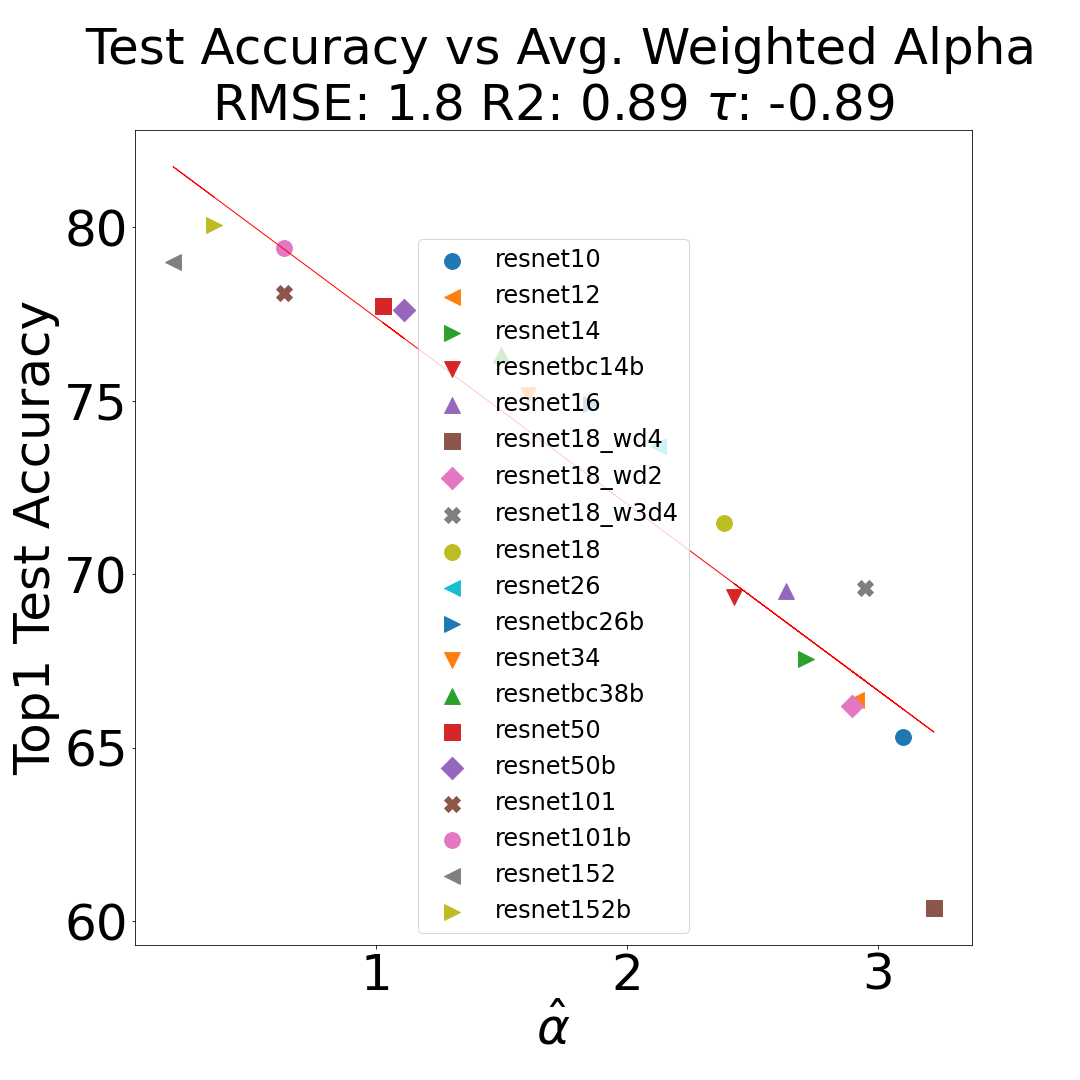 Test Accuracy vs Avg. Weighted Alpha
RMSE: 1.8 R2: 0.89 τ: -0.89
Top1 Test Accuracy
80
75
70
65
60
resnet10
resnet12
resnet14
resnetbc14b
resnet16
resnet18_wd4
resnet18_wd2
resnet18_w3d4
resnet18
resnet26
resnetbc26b
resnet34
resnetbc38b
resnet50
resnet50b
resnet101
resnet101b
resnet152
resnet152b
1 2 3
α̂